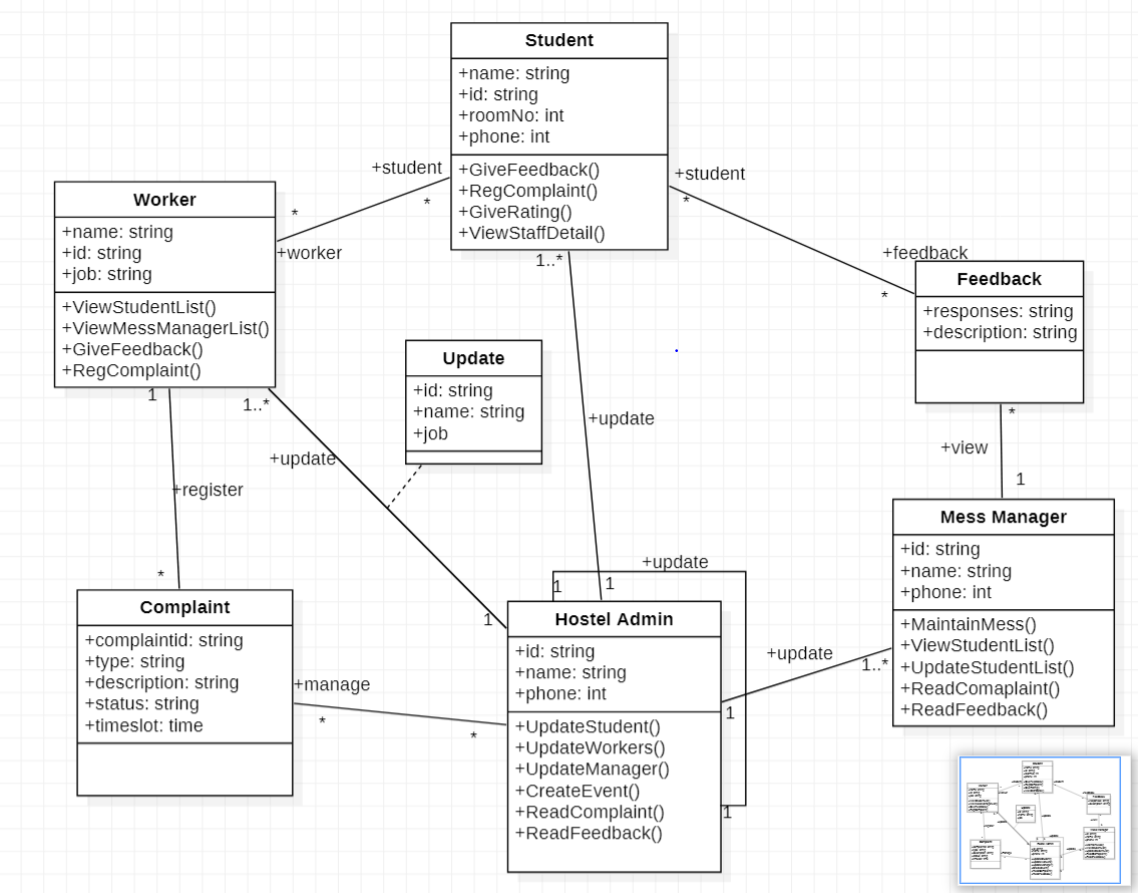 Student
+name: string
+id: string
+roomNo: int
+phone: int
+GiveFeedback()
+RegComplaint()
+GiveRating()
+ViewStaffDetail()
+student
*
*
+worker
+student
*
+feedback
*
1..*
Worker
+name: string
+id: string
+job: string
+ViewStudentList()
+ViewMessManagerList()
+GiveFeedback()
+RegComplaint()
1
1..*
Feedback
+responses: string
+description: string
*
+view
1
Update
+id: string
+name: string
+job
+update
+update
+register
*
Mess Manager
+id: string
+name: string
+phone: int
+MaintainMess()
+ViewStudentList()
+UpdateStudentList()
+ReadComaplaint()
+ReadFeedback()
+update
1
1
1
Complaint
+complaintid: string
+type: string
+description: string
+status: string
+timeslot: time
+manage
*
*
Hostel Admin
+id: string
+name: string
+phone: int
+UpdateStudent()
+UpdateWorkers()
+UpdateManager()
+CreateEvent()
+ReadComplaint()
+ReadFeedback()
+update
1..*
1
1